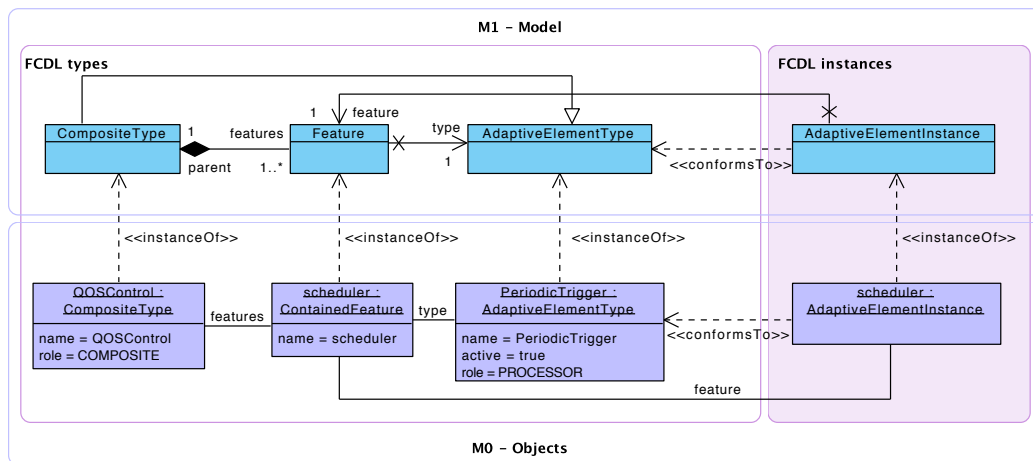 M1 – Model
FCDL types
FCDL instances
1
feature
CompositeType
1
features
Feature
type
AdaptiveElementType
AdaptiveElementInstance
parent
1..*
1
<<conformsTo>>
<<instanceOf>>
<<instanceOf>>
<<instanceOf>>
<<instanceOf>>
QOSControl :
CompositeType
name = QOSControl
role = COMPOSITE
features
scheduler :
ContainedFeature
name = scheduler
type
PeriodicTrigger :
AdaptiveElementType
name = PeriodicTrigger
active = true
role = PROCESSOR
<<conformsTo>>
scheduler :
AdaptiveElementInstance
feature
M0 – Objects